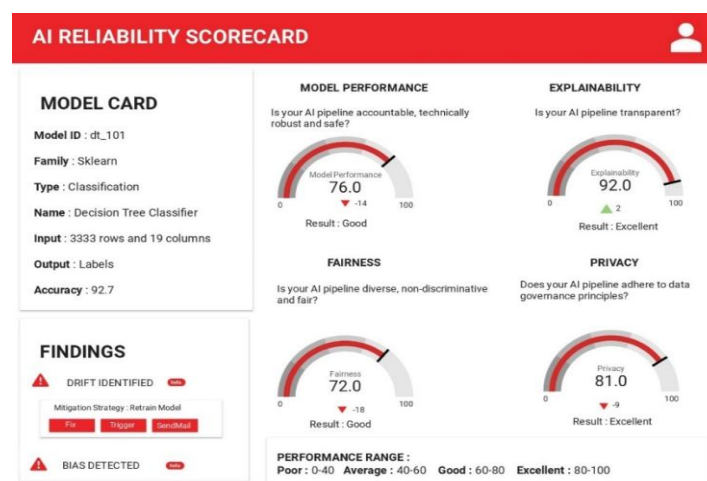 AI RELIABILITY SCORECARD
MODEL CARD
Model ID : dt_101
Family : Sklearn
Type : Classification
Name : Decision Tree Classifier
Input : 3333 rows and 19 columns
Output : Labels
Accuracy : 92.7
FINDINGS
DRIFT IDENTIFIED
Mitigation Strategy : Retrain Model
Fix Trigger SendMail
BIAS DETECTED
MODEL PERFORMANCE
Is your AI pipeline accountable, technically
robust and safe?
Model Performance
76.0
-14
0 100
Result : Good
EXPLAINABILITY
Is your AI pipeline transparent?
Explainability
92.0
2
0 100
Result : Excellent
FAIRNESS
Is your AI pipeline diverse, non-discriminative
and fair?
Fairness
72.0
-18
0 100
Result : Good
PRIVACY
Does your AI pipeline adhere to data
governance principles?
Privacy
81.0
-9
0 100
Result : Excellent
PERFORMANCE RANGE :
Poor : 0-40 Average : 40-60 Good : 60-80 Excellent : 80-100